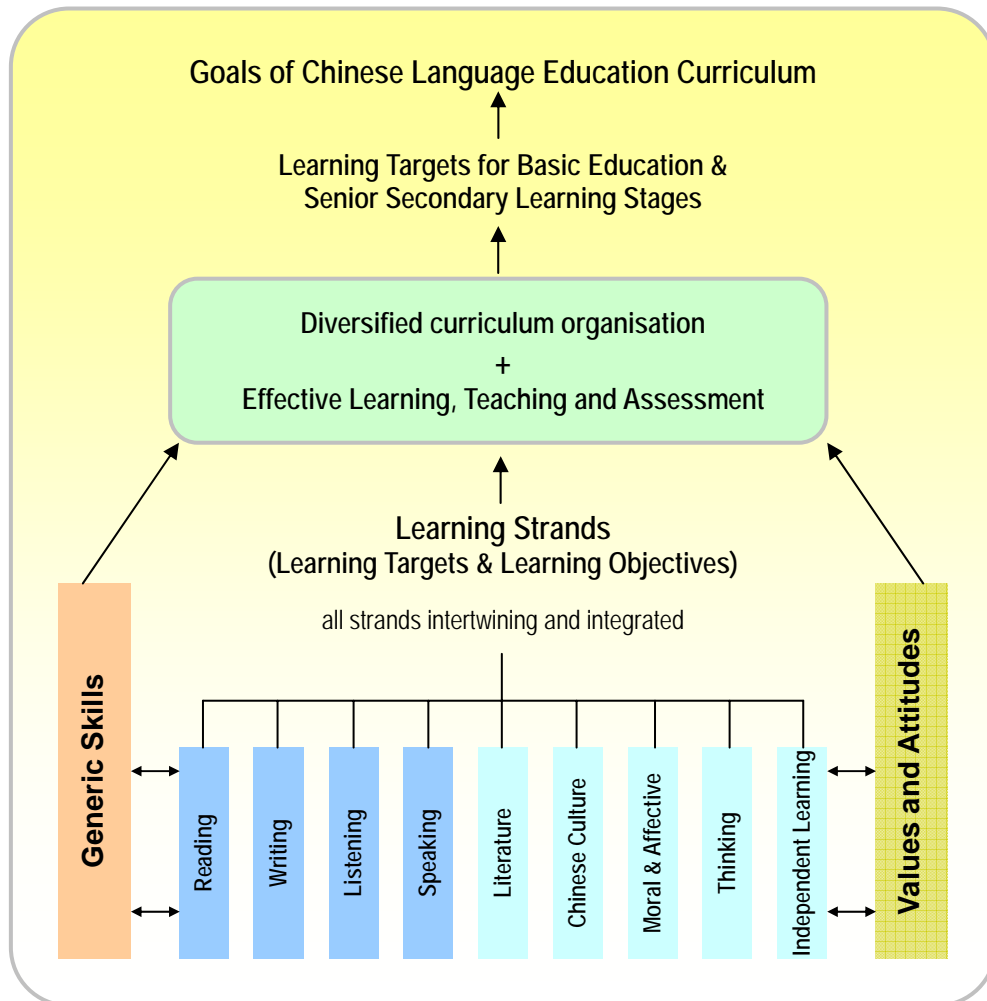 Goals of Chinese Language Education Curriculum
Learning Targets for Basic Education &
Senior Secondary Learning Stages
Diversified curriculum organisation
+
Effective Learning, Teaching and Assessment
Learning Strands
(Learning Targets & Learning Objectives)
all strands intertwining and integrated
Generic Skills
Reading
Writing
Listening
Speaking
Literature
Chinese Culture
Moral & Affective
Thinking
Independent Learning
Values and Attitudes